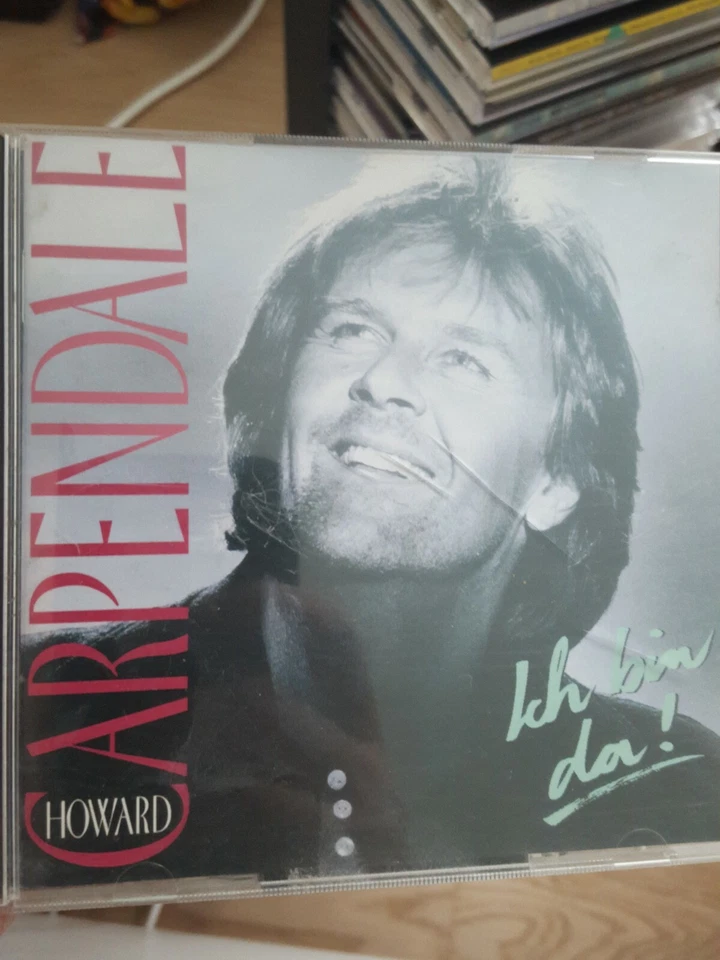 HOWARD
CARPENDALE
Ich bin
da!